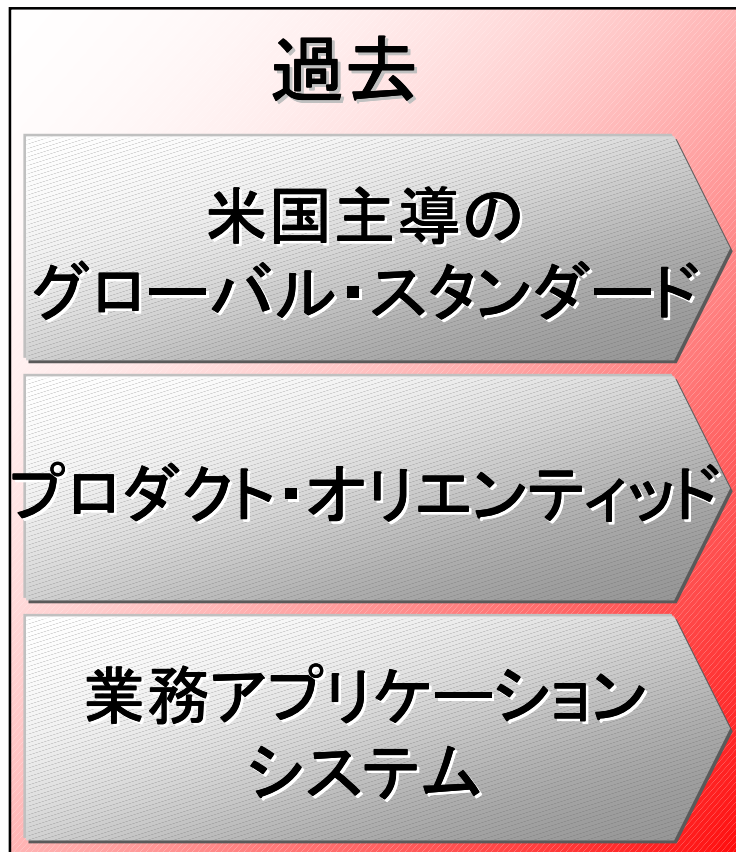 過去
米国主導の
グローバル・スタンダード
プロダクト・オリエンティッド
業務アプリケーション
システム